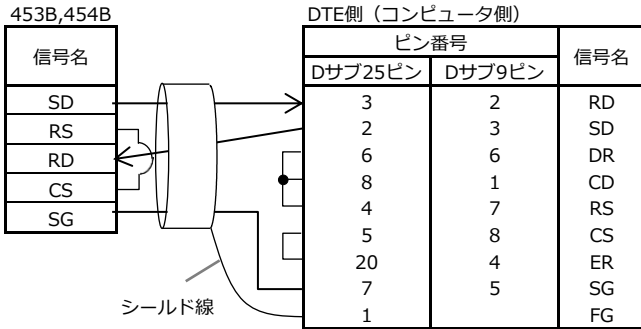 453B,454B
信号名
SD
RS
RD
CS
SG
シールド線
DTE側（コンピュータ側）
ピン番号 信号名
Dサブ25ピン Dサブ9ピン
3 2 RD
2 3 SD
6 6 DR
8 1 CD
4 7 RS
5 8 CS
20 4 ER
7 5 SG
1 FG